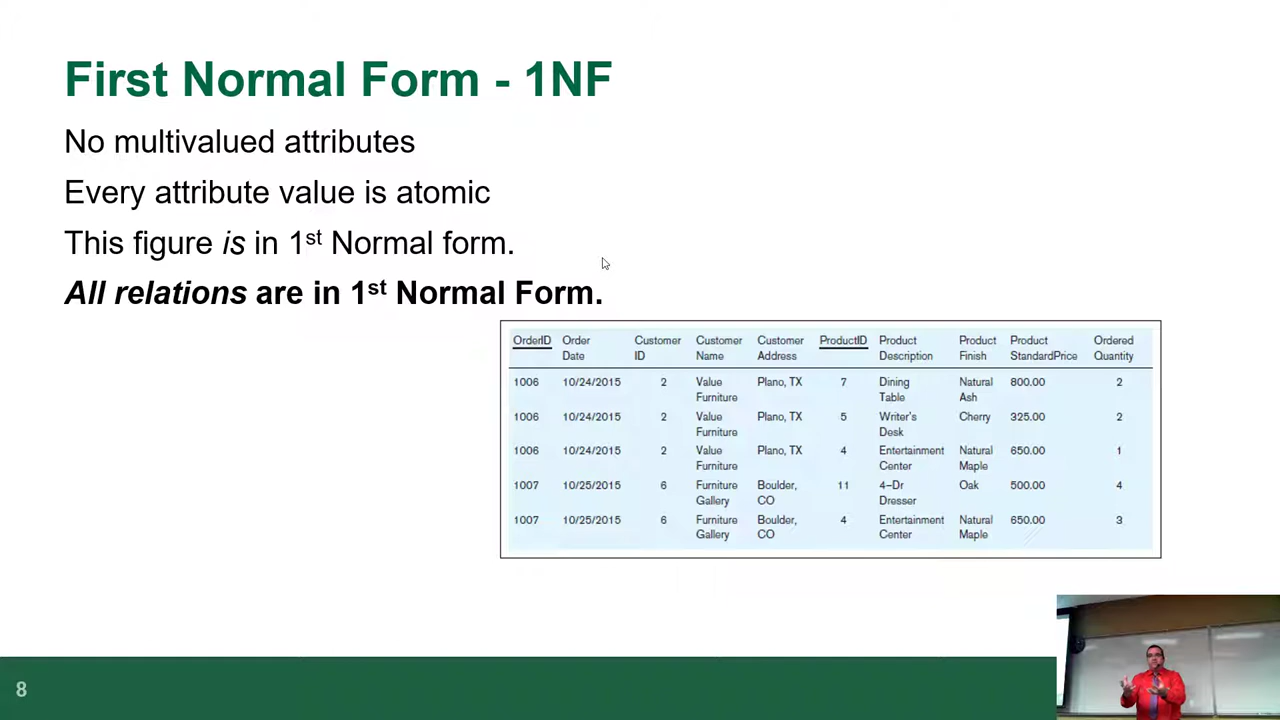 First Normal Form - 1NF
No multivalued attributes
Every attribute value is atomic
This figure is in 1st Normal form.
All relations are in 1st Normal Form.
OrderID Order Date Customer ID Customer Name Customer Address ProductID Product Description Product Finish Product StandardPrice Ordered Quantity
1006 10/24/2015 2 Value Furniture Plano, TX 7 Dining Table Natural Ash 800.00 2
1006 10/24/2015 2 Value Furniture Plano, TX 5 Writer's Desk Cherry 325.00 2
1006 10/24/2015 2 Value Furniture Plano, TX 4 Entertainment Center Natural Maple 650.00 1
1007 10/25/2015 6 Furniture Gallery Boulder, CO 11 4–Dr Dresser Oak 500.00 4
1007 10/25/2015 6 Furniture Gallery Boulder, CO 4 Entertainment Center Natural Maple 650.00 3
8